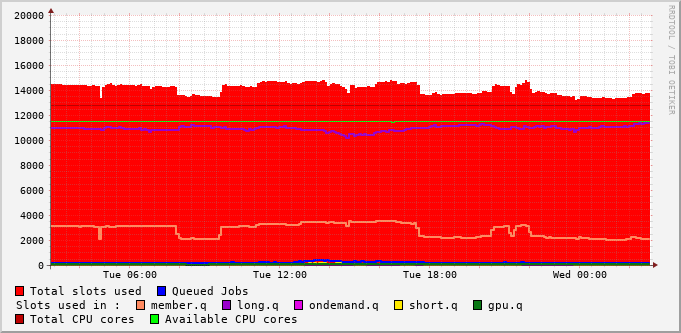 20000
18000
16000
14000
12000
10000
8000
6000
4000
2000
0
Tue 06:00 Tue 12:00 Tue 18:00 Wed 00:00
RRDTOOL / TOBI OETIKER
Total slots used Queued Jobs
Slots used in : member.q long.q ondemand.q short.q gpu.q
Total CPU cores Available CPU cores